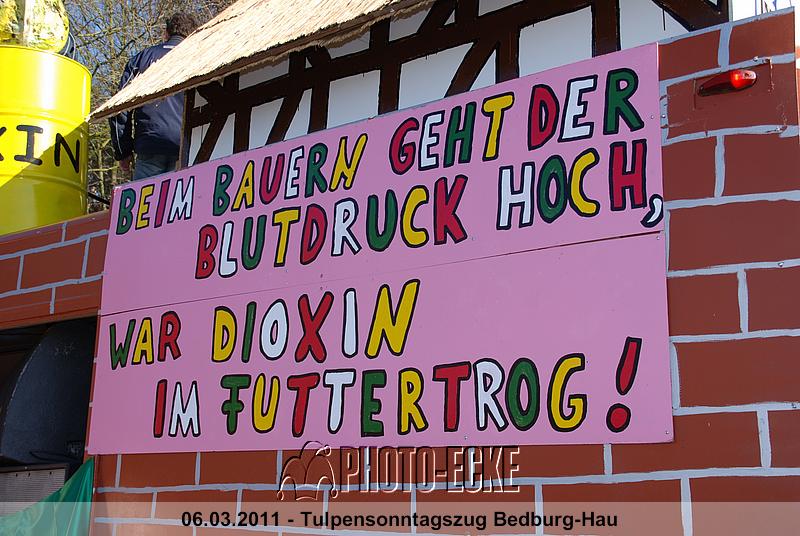 XIN
BEIM BAUERN GEHT DER
BLUTDRUCK HOCH,
WAR DIOXIN
IM FUTTERTROG!
PHOTO-ECKE
06.03.2011 - Tulpensonntagszug Bedburg-Hau